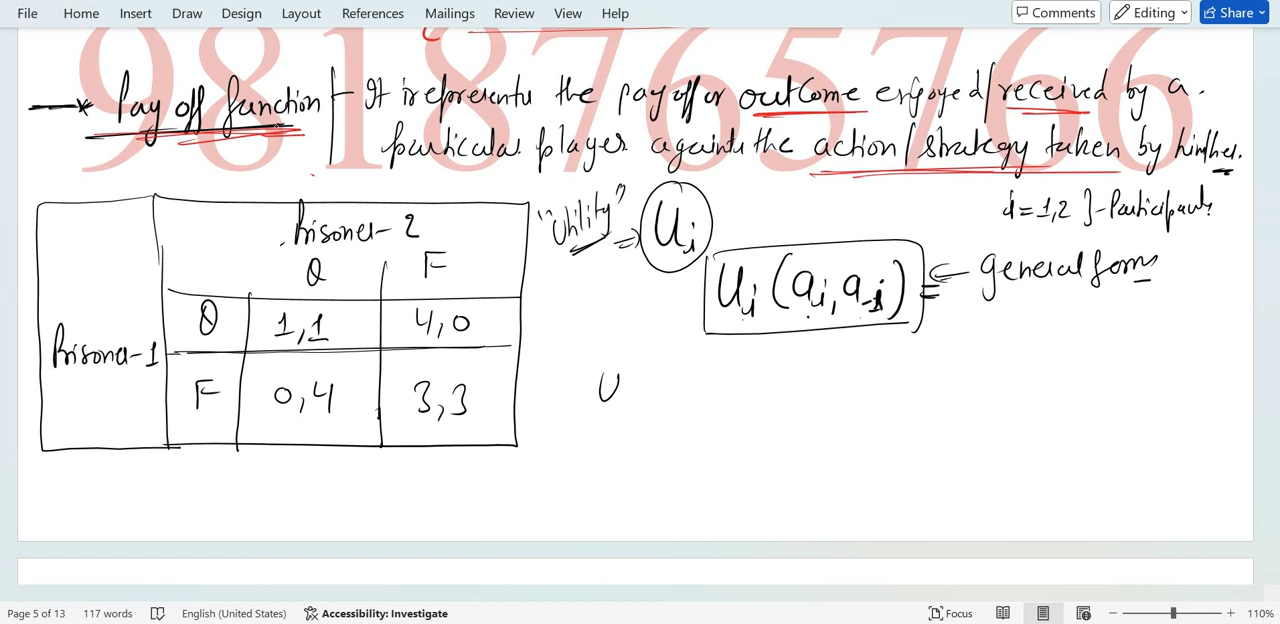 File Home Insert Draw Design Layout References Mailings Review View Help Comments Editing Share
9818765766
Pay off function - It represents the pay off or outcome enjoyed/received by a
particular player against the action/strategy taken by him/her.
i=1,2 }-Participants
Prisoner-2
"Utility" => Ui
Q F
Ui (ai, a-i) = <= general form
Q 1,1 4,0
Prisoner-1
F 0,4 3,3
U
Page 5 of 13 117 words English (United States) Accessibility: Investigate Focus 110%